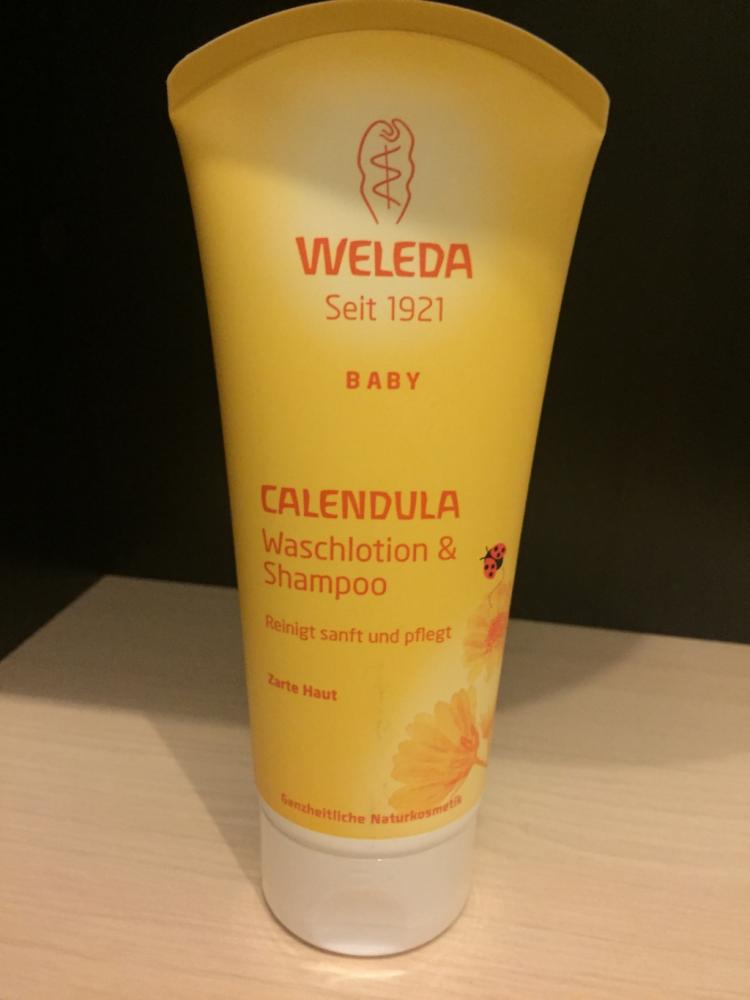 WELEDA
Seit 1921
BABY
CALENDULA
Waschlotion &
Shampoo
Reinigt sanft und pflegt
Zarte Haut
Ganzheitliche Naturkosmetik